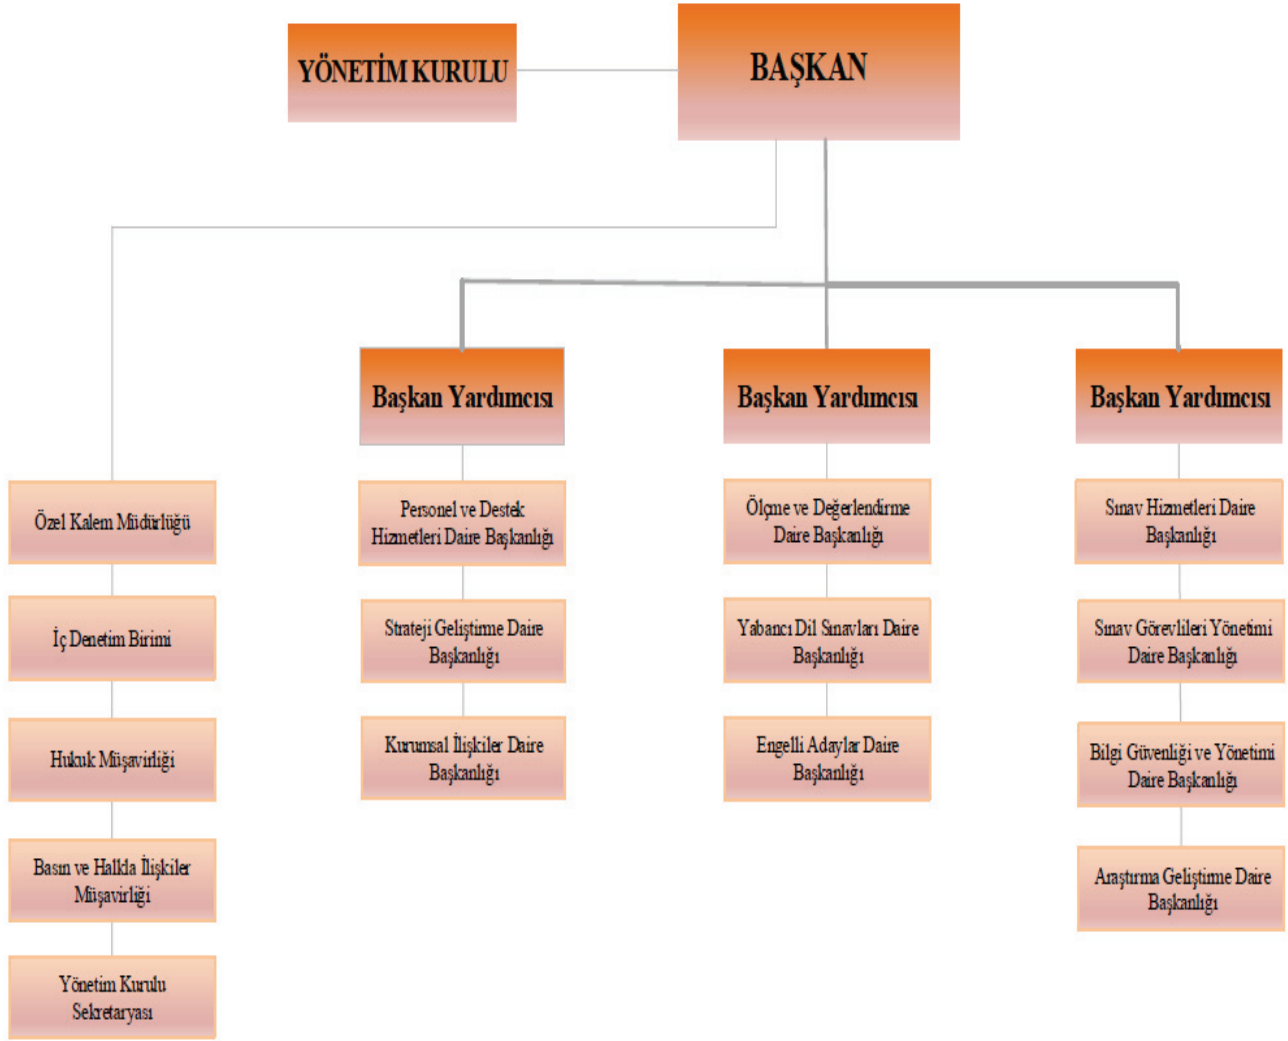 YÖNETİM KURULU
BAŞKAN
Başkan Yardımcısı
Başkan Yardımcısı
Başkan Yardımcısı
Özel Kalem Müdürlüğü
İç Denetim Birimi
Hukuk Müşavirliği
Basın ve Halkla İlişkiler
Müşavirliği
Yönetim Kurulu
Sekretaryası
Personel ve Destek
Hizmetleri Daire Başkanlığı
Strateji Geliştirme Daire
Başkanlığı
Kurumsal İlişkiler Daire
Başkanlığı
Ölçme ve Değerlendirme
Daire Başkanlığı
Yabancı Dil Sınavları Daire
Başkanlığı
Engelli Adaylar Daire
Başkanlığı
Sınav Hizmetleri Daire
Başkanlığı
Sınav Görevlileri Yönetimi
Daire Başkanlığı
Bilgi Güvenliği ve Yönetimi
Daire Başkanlığı
Araştırma Geliştirme Daire
Başkanlığı